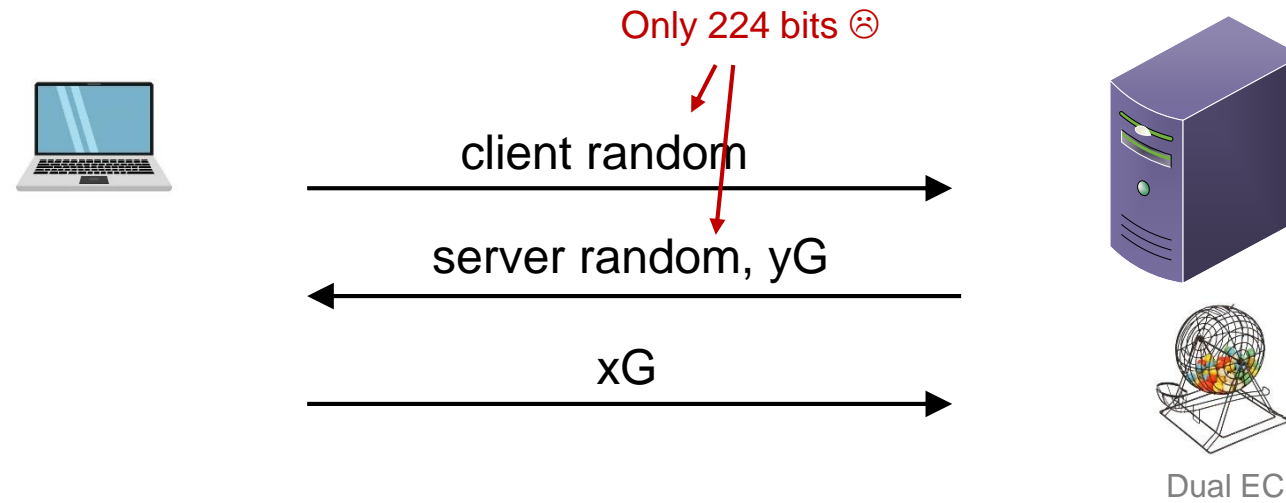 Only 224 bits ☹
client random
server random, yG
xG
Dual EC